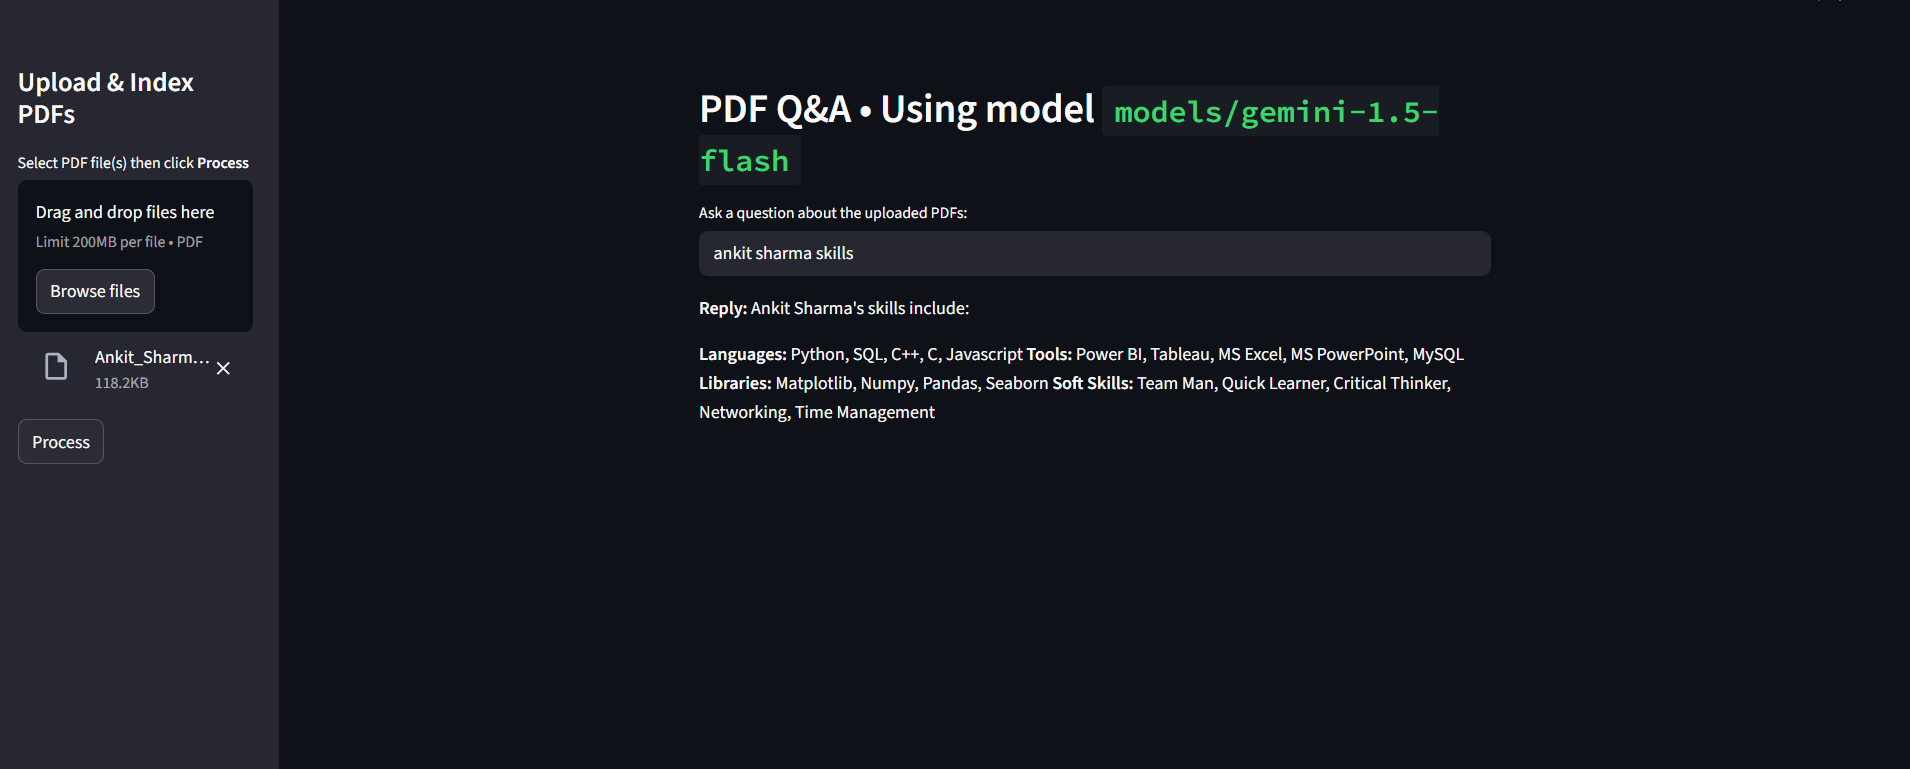 Upload & Index
PDFs
Select PDF file(s) then click Process
Drag and drop files here
Limit 200MB per file • PDF
Browse files
Ankit_Sharm...
118.2KB
Process
PDF Q&A • Using model models/gemini-1.5-
flash
Ask a question about the uploaded PDFs:
ankit sharma skills
Reply: Ankit Sharma's skills include:
Languages: Python, SQL, C++, C, Javascript Tools: Power BI, Tableau, MS Excel, MS PowerPoint, MySQL
Libraries: Matplotlib, Numpy, Pandas, Seaborn Soft Skills: Team Man, Quick Learner, Critical Thinker,
Networking, Time Management